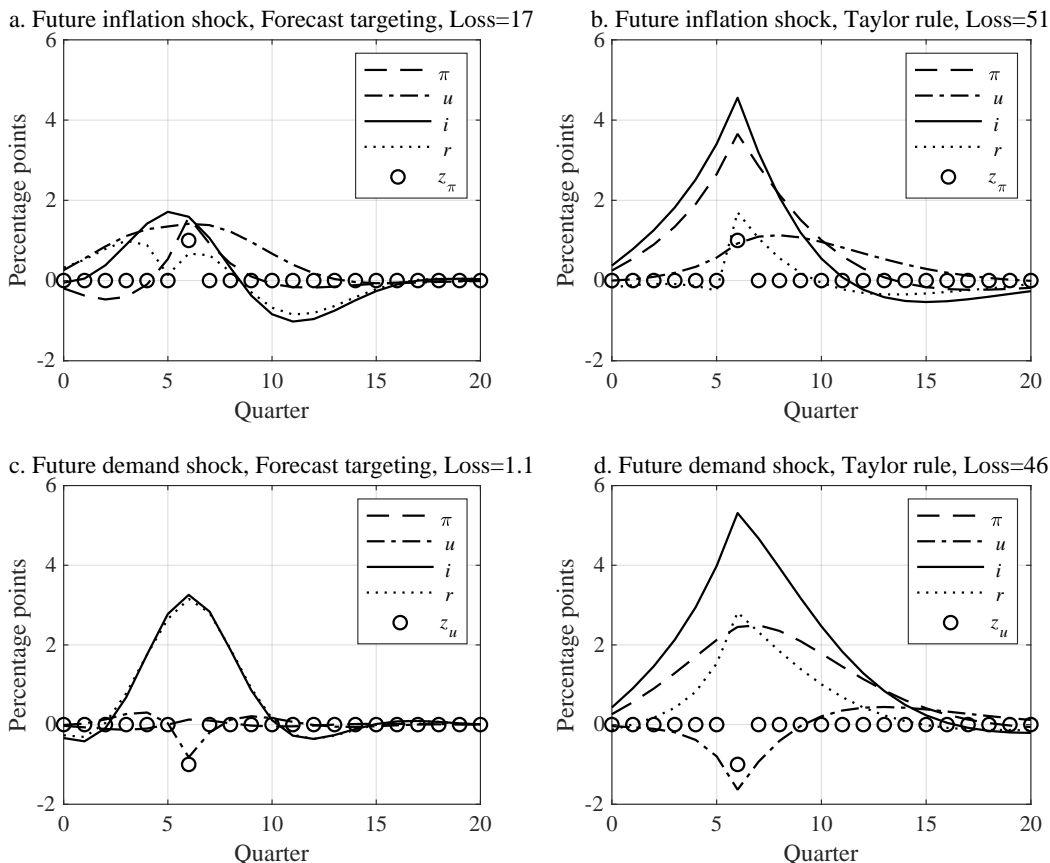 a. Future inflation shock, Forecast targeting, Loss=17
6
4
2
0
-2
Percentage points
π
u
i
r
z_π
0 5 10 15 20
Quarter
b. Future inflation shock, Taylor rule, Loss=51
6
4
2
0
-2
Percentage points
π
u
i
r
z_π
0 5 10 15 20
Quarter
c. Future demand shock, Forecast targeting, Loss=1.1
6
4
2
0
-2
Percentage points
π
u
i
r
z_u
0 5 10 15 20
Quarter
d. Future demand shock, Taylor rule, Loss=46
6
4
2
0
-2
Percentage points
π
u
i
r
z_u
0 5 10 15 20
Quarter